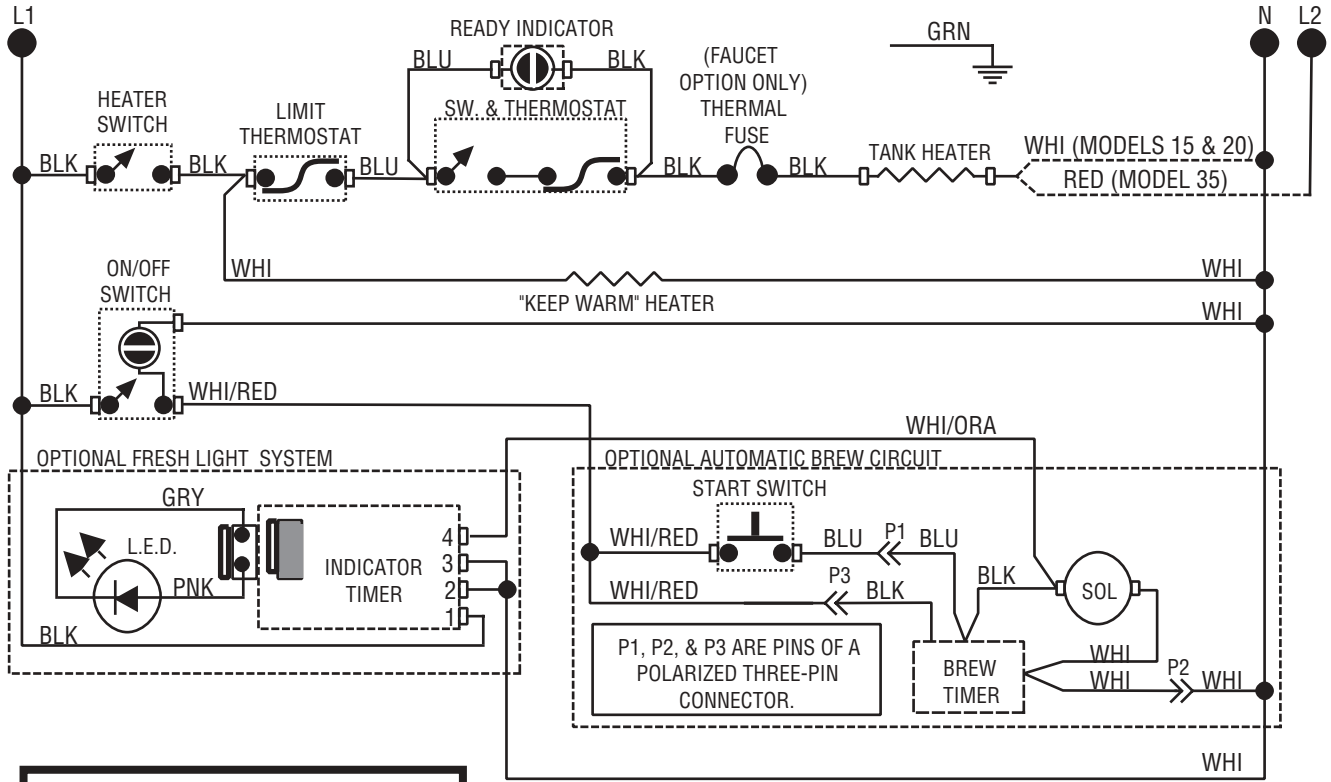 L1
N
L2
READY INDICATOR
GRN
BLU
BLK
(FAUCET
OPTION ONLY)
THERMAL
FUSE
HEATER
SWITCH
LIMIT
THERMOSTAT
SW. & THERMOSTAT
TANK HEATER
WHI (MODELS 15 & 20)
RED (MODEL 35)
BLK
BLK
BLU
BLK
BLK
WHI
WHI
"KEEP WARM" HEATER
ON/OFF
SWITCH
WHI
BLK
WHI/RED
WHI/ORA
OPTIONAL FRESH LIGHT SYSTEM
OPTIONAL AUTOMATIC BREW CIRCUIT
GRY
L.E.D.
PNK
BLK
INDICATOR
TIMER
4
3
2
1
START SWITCH
WHI/RED
BLU
P1
BLU
WHI/RED
P3
BLK
BLK
SOL
P1, P2, & P3 ARE PINS OF A
POLARIZED THREE-PIN
CONNECTOR.
BREW
TIMER
WHI
WHI
P2
WHI
WHI